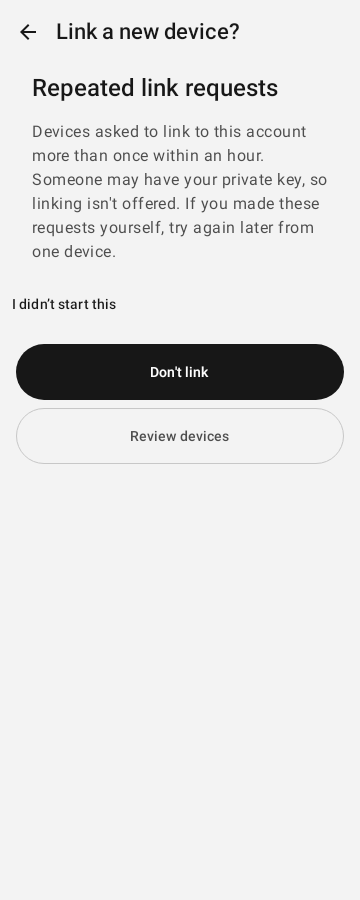 Link a new device?
Repeated link requests
Devices asked to link to this account
more than once within an hour.
Someone may have your private key, so
linking isn't offered. If you made these
requests yourself, try again later from
one device.
I didn’t start this
Don't link
Review devices